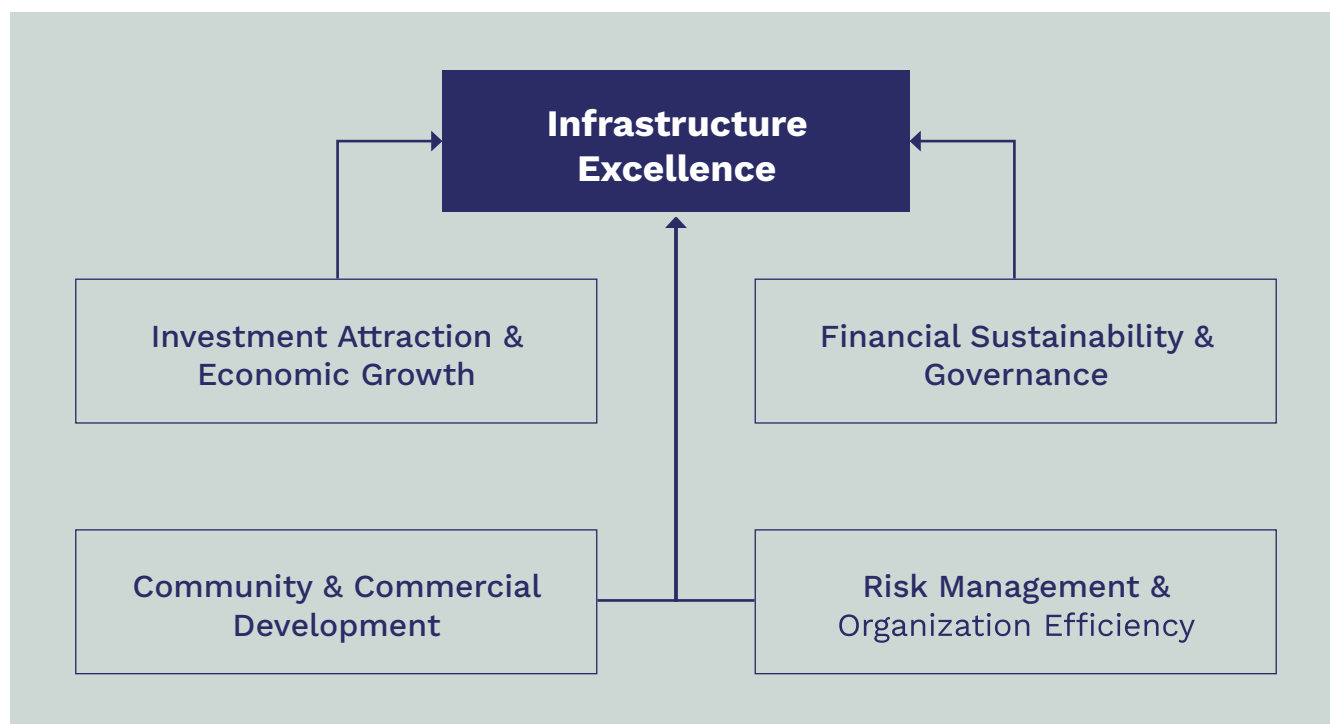 Infrastructure
Excellence
Investment Attraction &
Economic Growth
Financial Sustainability &
Governance
Community & Commercial
Development
Risk Management &
Organization Efficiency